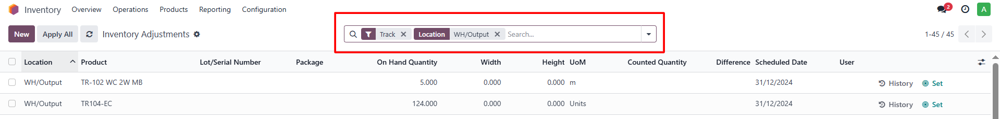 Inventory Overview Operations Products Reporting Configuration 2 A
New Apply All Inventory Adjustments Track Location WH/Output Search... 1-45 / 45
Location Product Lot/Serial Number Package On Hand Quantity Width Height UoM Counted Quantity Difference Scheduled Date User
WH/Output TR-102 WC 2W MB 5.000 0.000 0.000 m 31/12/2024 History Set
WH/Output TR104-EC 124.000 0.000 0.000 Units 31/12/2024 History Set